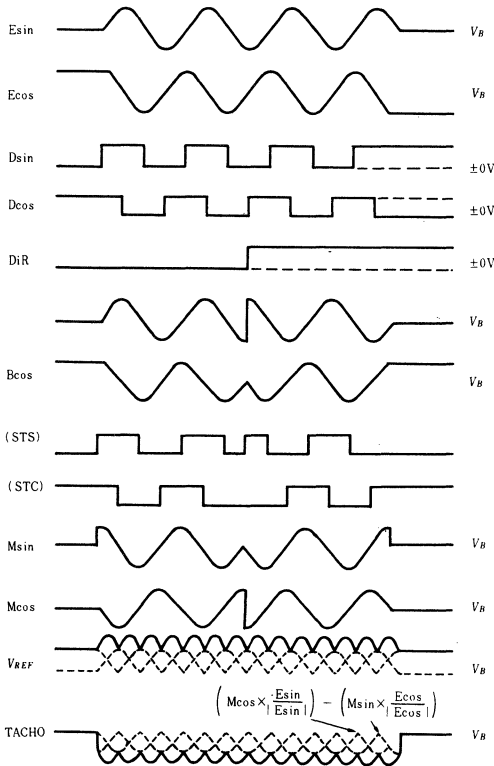 Esin V_B
Ecos V_B
Dsin ±0V
Dcos ±0V
DiR ±0V
V_B
Bcos V_B
(STS)
(STC)
Msin V_B
Mcos V_B
V_REF V_B
(Mcos×Esin/|Esin|) − (Msin×Ecos/|Ecos|)
TACHO V_B